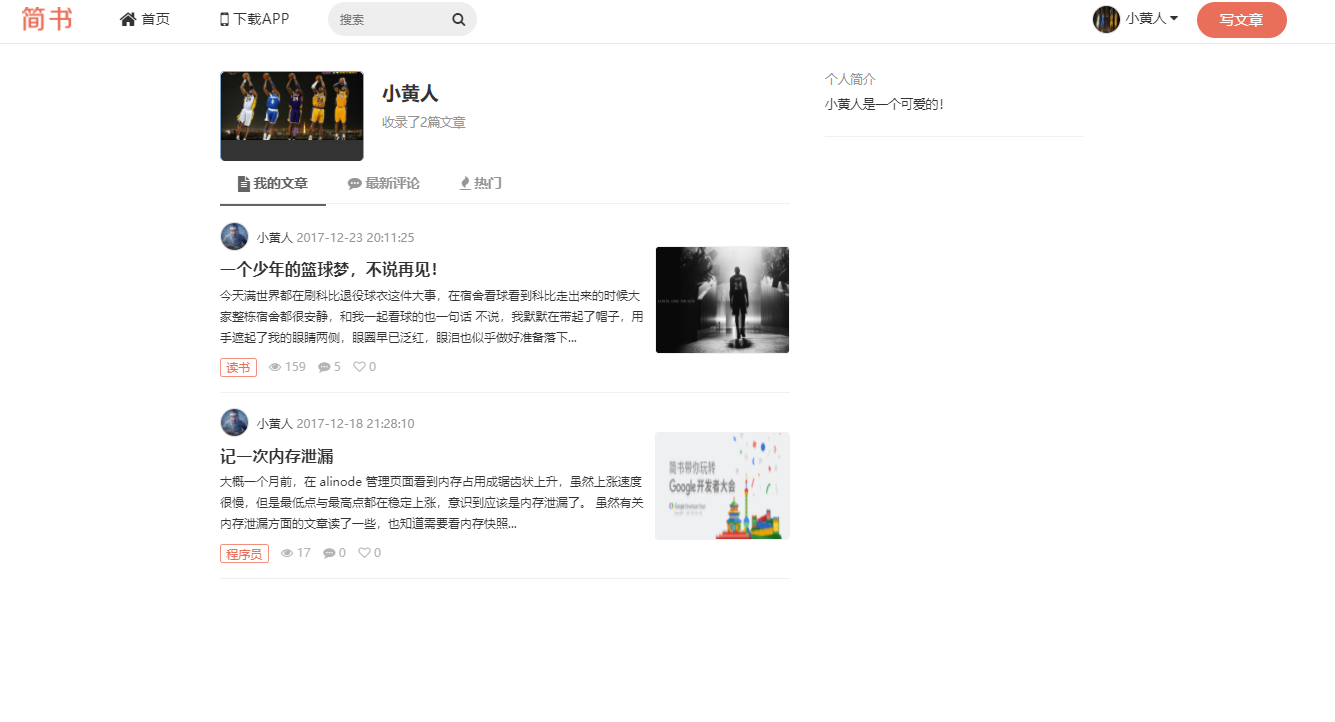 简书 首页 下载APP 搜索 小黄人 写文章
小黄人
收录了2篇文章
个人简介
小黄人是一个可爱的！
我的文章 最新评论 热门
小黄人 2017-12-23 20:11:25
一个少年的篮球梦，不说再见！
今天满世界都在刷科比退役球衣这件大事，在宿舍看球看到科比走出来的时候大
家整栋宿舍都很安静，和我一起看球的也一句话 不说，我默默在带起了帽子，用
手遮起了我的眼睛两侧，眼圈早已泛红，眼泪也似乎做好准备落下...
读书 159 5 0
小黄人 2017-12-18 21:28:10
记一次内存泄漏
大概一个月前，在 alinode 管理页面看到内存占用成锯齿状上升，虽然上涨速度
很慢，但是最低点与最高点都在稳定上涨，意识到应该是内存泄漏了。 虽然有关
内存泄漏方面的文章读了一些，也知道需要看内存快照...
简书带你玩转
Google开发者大会
程序员 17 0 0